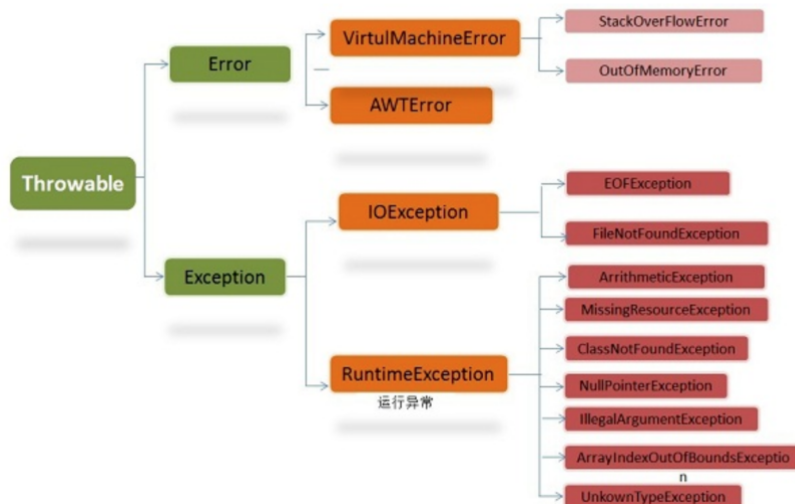 Throwable
Error
VirtulMachineError
StackOverFlowError
OutOfMemoryError
AWTError
Exception
IOException
EOFException
FileNotFoundException
RuntimeException
运行异常
ArrithmeticException
MissingResourceException
ClassNotFoundException
NullPointerException
IllegalArgumentException
ArrayIndexOutOfBoundsExceptio
n
UnkownTypeException